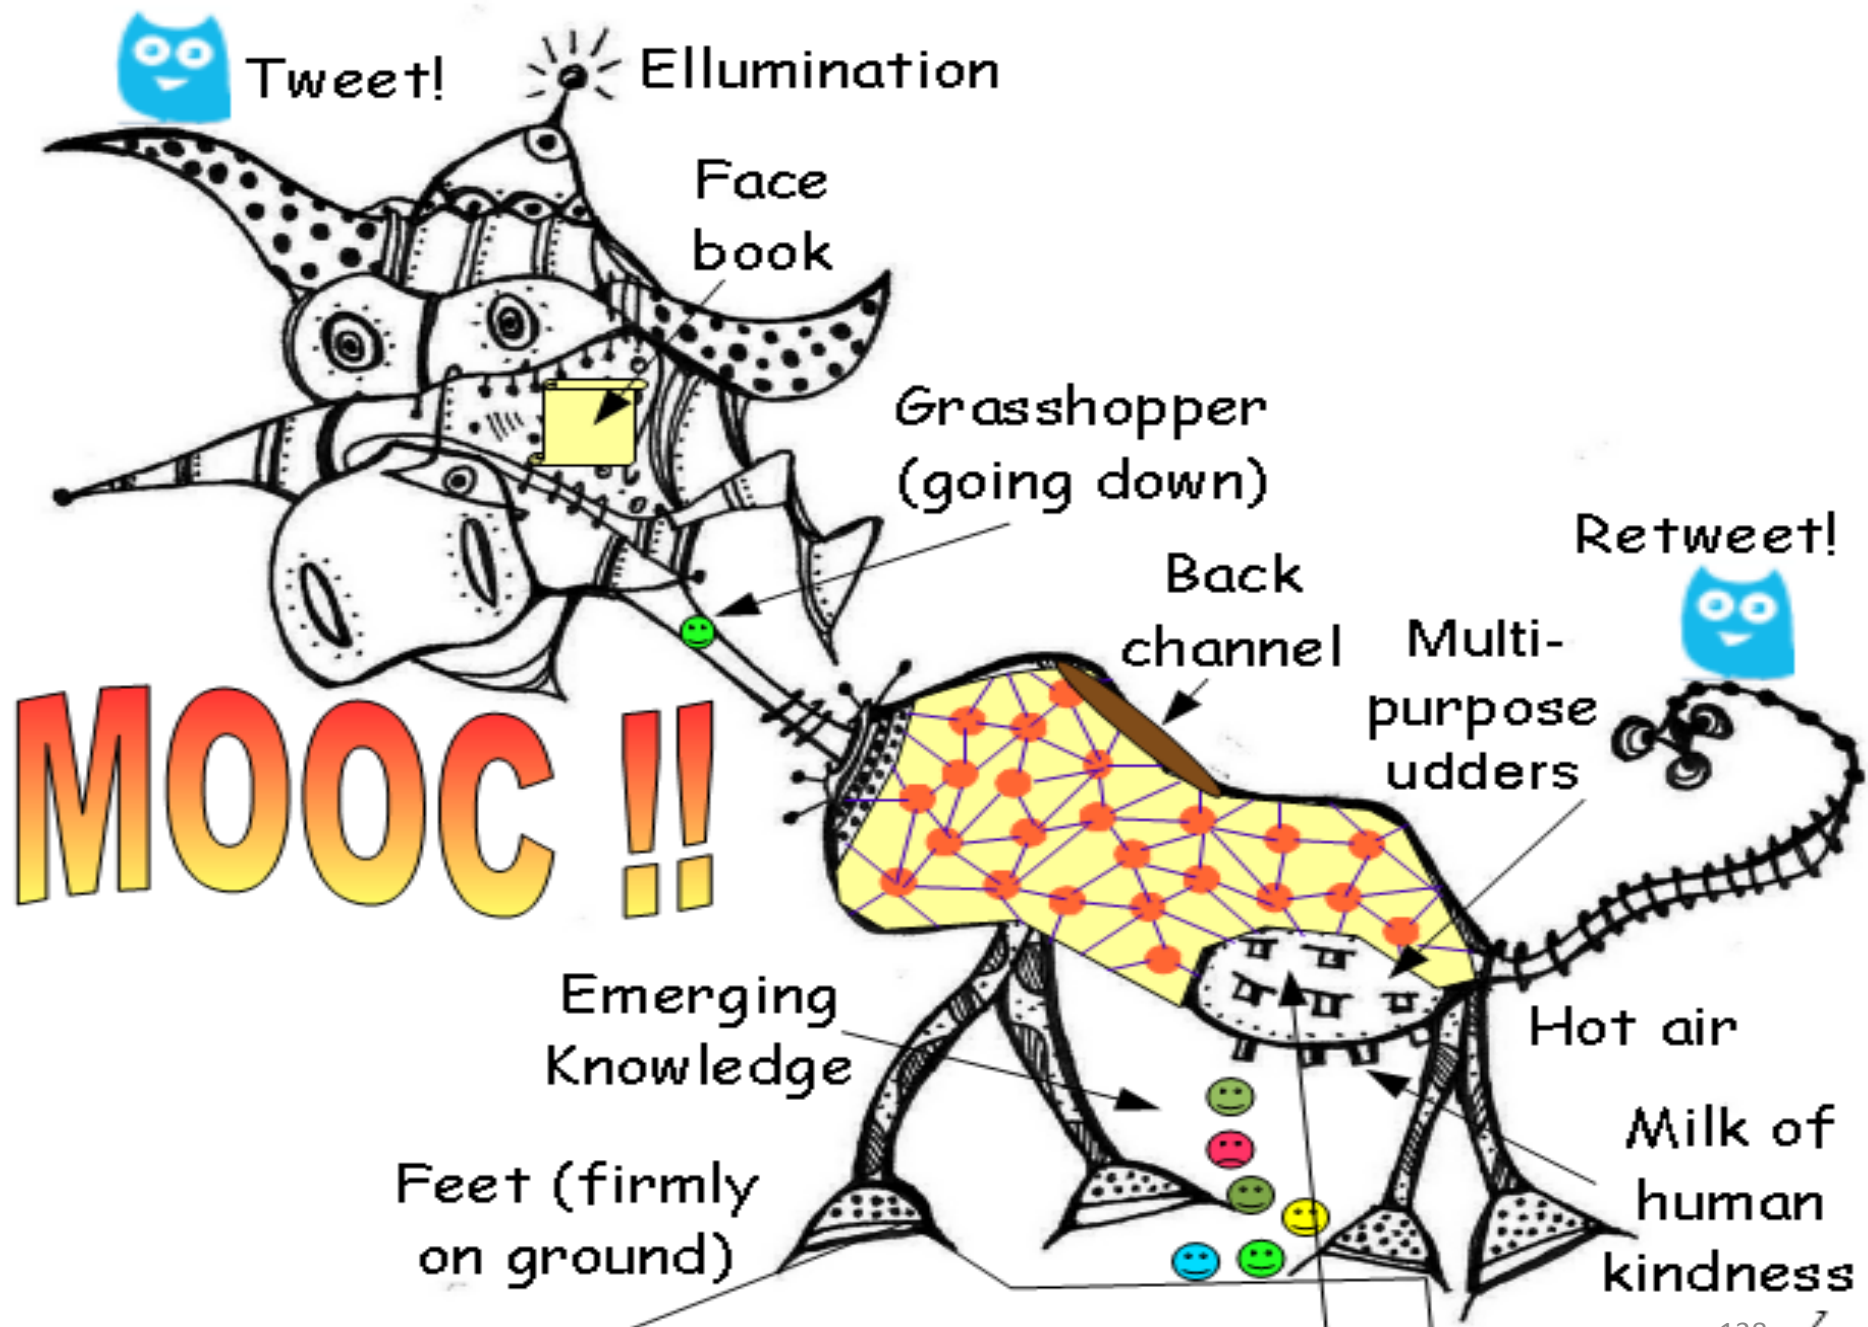 Tweet!
Ellumination
Face
book
Grasshopper
(going down)
Retweet!
Back
channel
Multi-
purpose
udders
MOOC !!
Emerging
Knowledge
Hot air
Feet (firmly
on ground)
Milk of
human
kindness